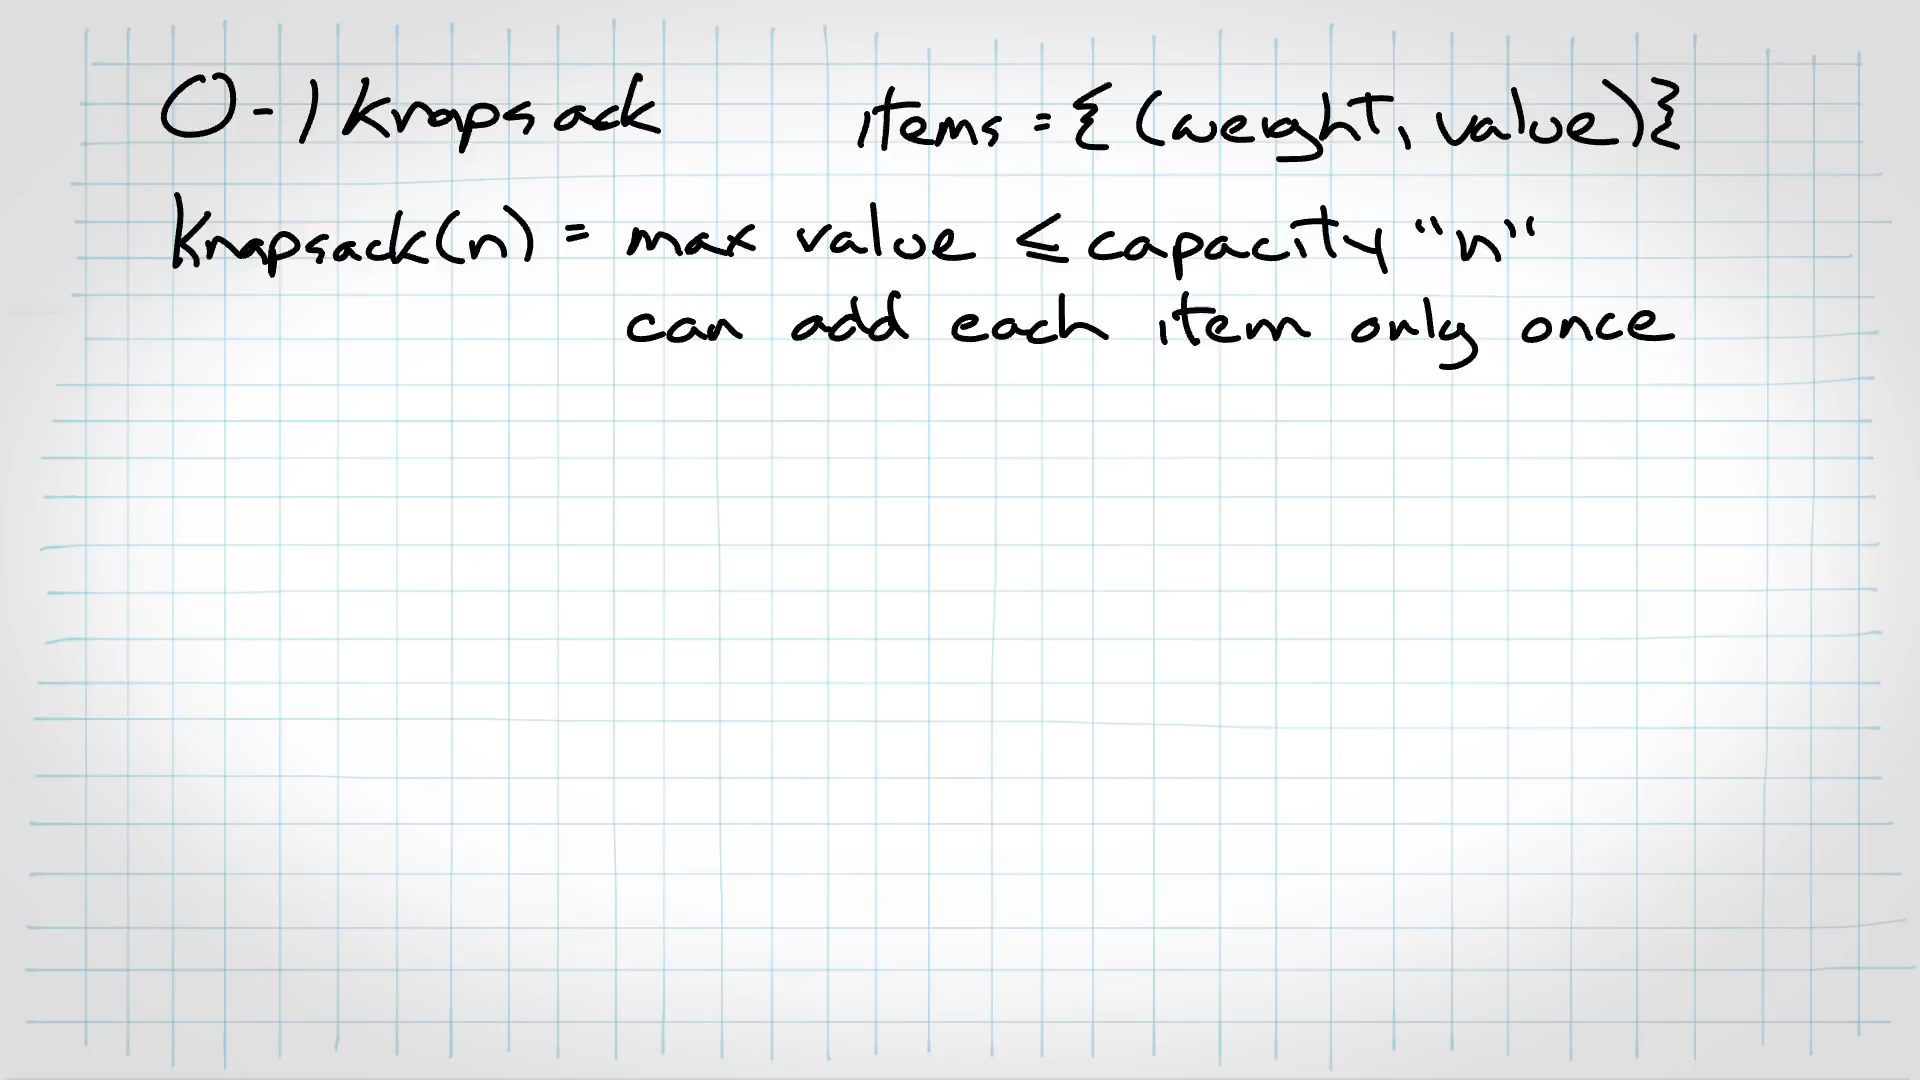 0-1 Knapsack items = { (weight, value)}
Knapsack(n) = max value ≤ capacity "n"
can add each item only once